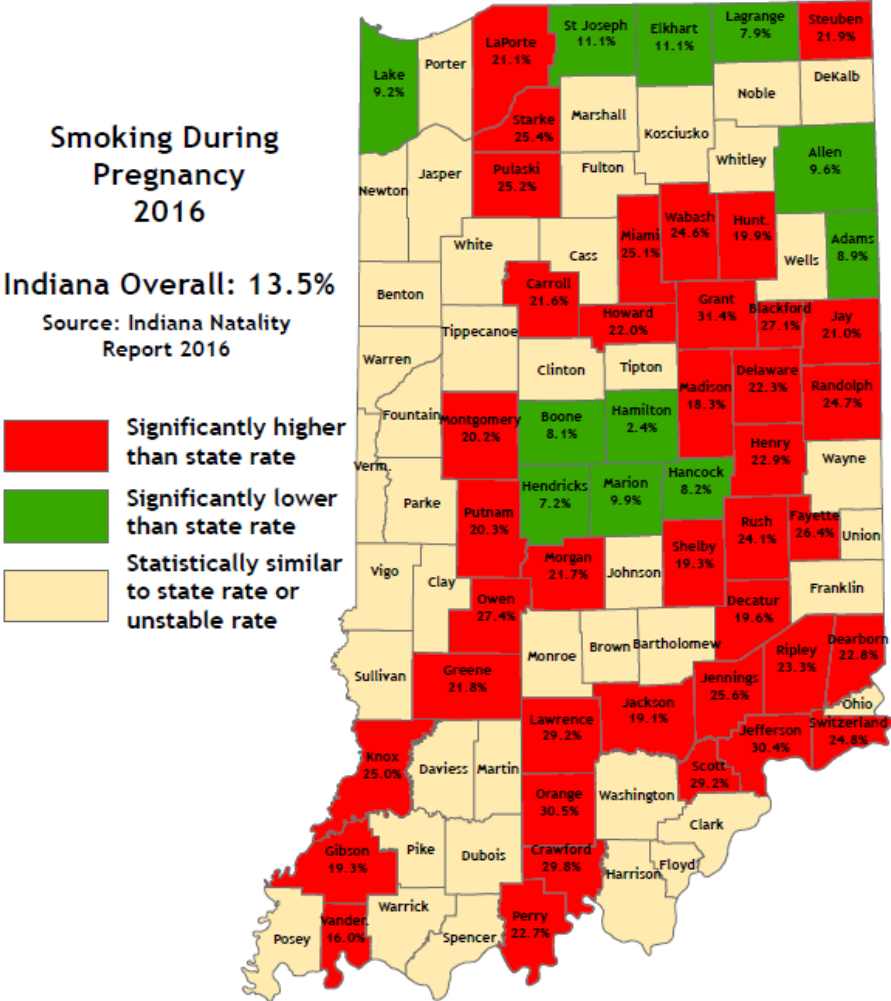 Smoking During
Pregnancy
2016
Indiana Overall: 13.5%
Source: Indiana Natality
Report 2016
Significantly higher
than state rate
Significantly lower
than state rate
Statistically similar
to state rate or
unstable rate
Lake
9.2%
Porter
LaPorte
21.1%
St Joseph
11.1%
Elkhart
11.1%
Lagrange
7.9%
Steuben
21.9%
Starke
25.4%
Marshall
Kosciusko
Noble
DeKalb
Newton
Jasper
Pulaski
25.2%
Fulton
Whitley
Allen
9.6%
White
Cass
Miami
25.1%
Wabash
24.6%
Hunt.
19.9%
Wells
Adams
8.9%
Benton
Carroll
21.6%
Howard
22.0%
Grant
31.4%
Blackford
27.1%
Jay
21.0%
Tippecanoe
Warren
Clinton
Tipton
Madison
18.3%
Delaware
22.3%
Randolph
24.7%
Fountain
Montgomery
20.2%
Boone
8.1%
Hamilton
2.4%
Henry
22.9%
Wayne
Verm.
Parke
Putnam
20.3%
Hendricks
7.2%
Marion
9.9%
Hancock
8.2%
Rush
24.1%
Fayette
26.4%
Union
Vigo
Clay
Morgan
21.7%
Johnson
Shelby
19.3%
Franklin
Owen
27.4%
Decatur
19.6%
Sullivan
Greene
21.8%
Monroe
Brown
Bartholomew
Jennings
25.6%
Ripley
23.3%
Dearborn
22.8%
Ohio
Knox
25.0%
Daviess
Martin
Lawrence
29.2%
Jackson
19.1%
Jefferson
30.4%
Switzerland
24.8%
Scott
29.2%
Orange
30.5%
Washington
Clark
Gibson
19.3%
Pike
Dubois
Crawford
29.8%
Harrison
Floyd
Posey
Vander.
16.0%
Warrick
Spencer
Perry
22.7%